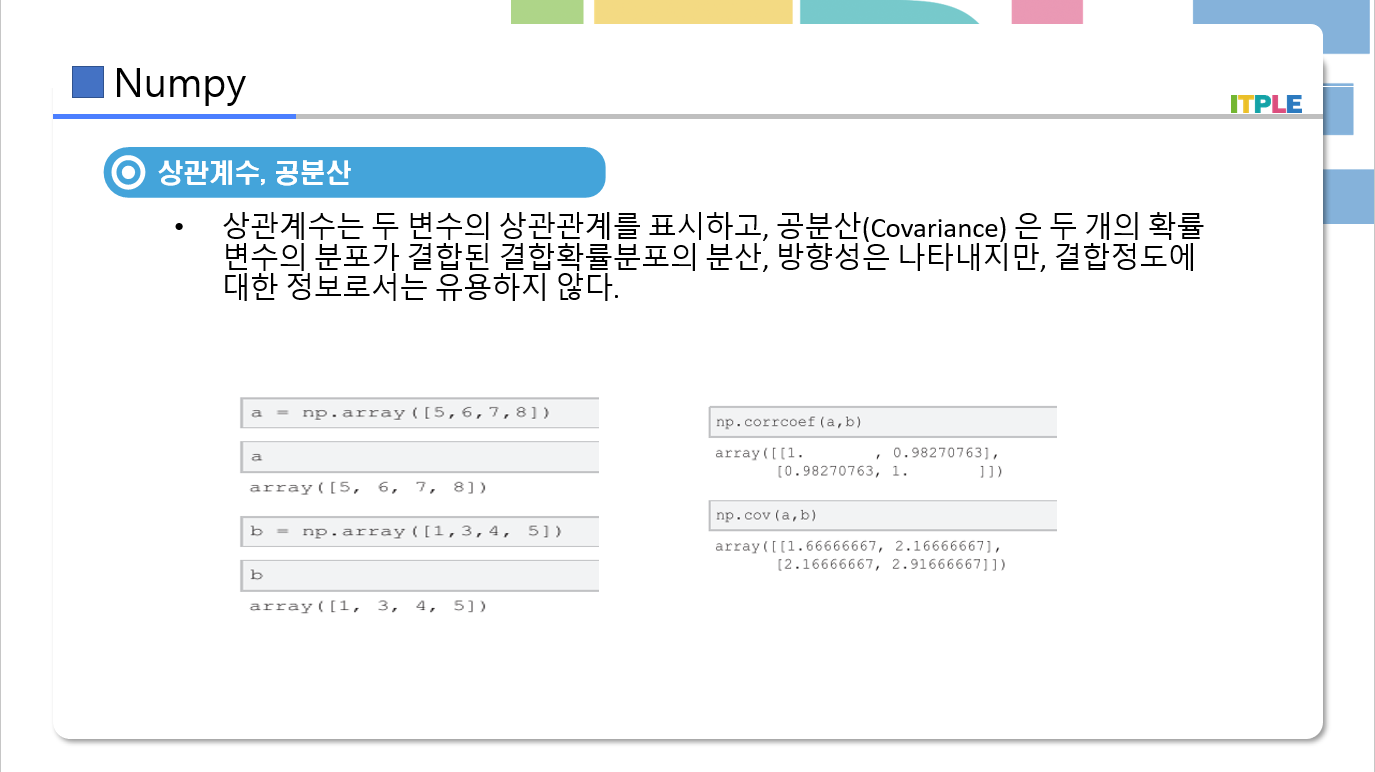 Numpy
ITPLE
상관계수, 공분산
• 상관계수는 두 변수의 상관관계를 표시하고, 공분산(Covariance) 은 두 개의 확률
변수의 분포가 결합된 결합확률분포의 분산, 방향성은 나타내지만, 결합정도에
대한 정보로서는 유용하지 않다.
a = np.array([5,6,7,8])
a
array([5, 6, 7, 8])
b = np.array([1,3,4, 5])
b
array([1, 3, 4, 5])
np.corrcoef(a,b)
array([[1.        , 0.98270763],
       [0.98270763, 1.        ]])
np.cov(a,b)
array([[1.66666667, 2.16666667],
       [2.16666667, 2.91666667]])